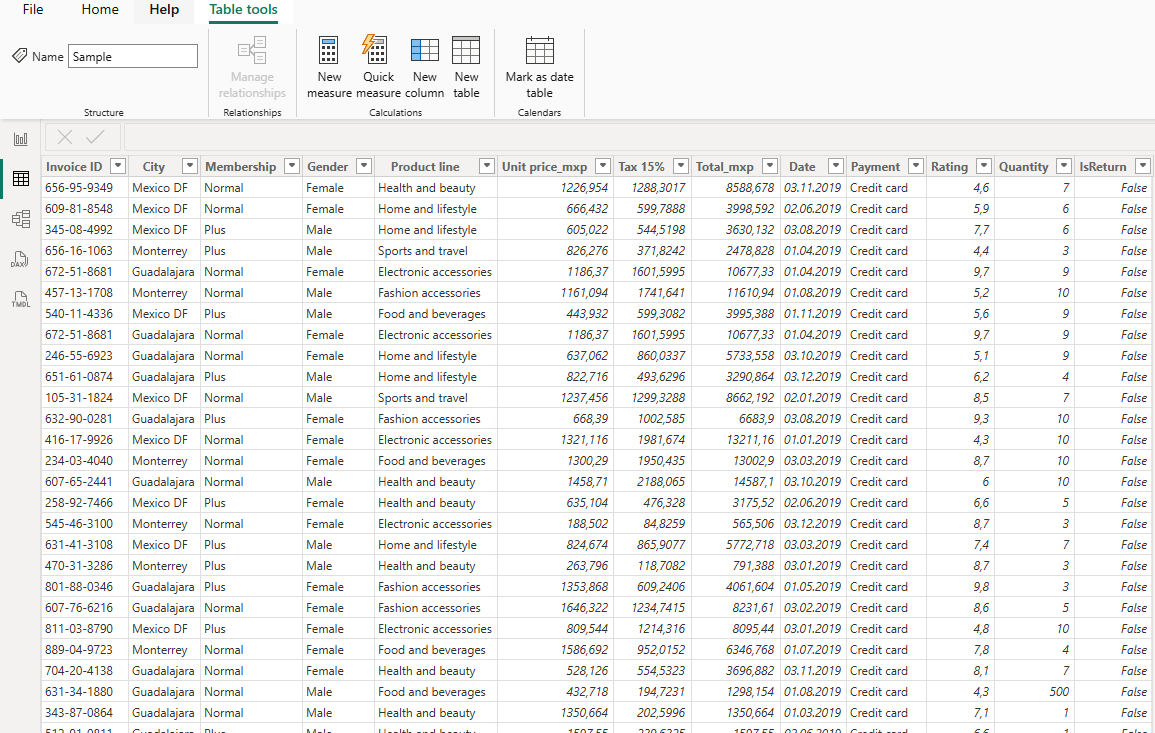 File Home Help Table tools
Name Sample
Manage relationships
New measure
Quick measure
New column
New table
Mark as date table
Structure Relationships Calculations Calendars
Invoice ID City Membership Gender Product line Unit price_mxp Tax 15% Total_mxp Date Payment Rating Quantity IsReturn
656-95-9349 Mexico DF Normal Female Health and beauty 1226,954 1288,3017 8588,678 03.11.2019 Credit card 4,6 7 False
609-81-8548 Mexico DF Normal Female Home and lifestyle 666,432 599,7888 3998,592 02.06.2019 Credit card 5,9 6 False
345-08-4992 Mexico DF Plus Male Home and lifestyle 605,022 544,5198 3630,132 03.08.2019 Credit card 7,7 6 False
656-16-1063 Monterrey Plus Male Sports and travel 826,276 371,8242 2478,828 01.04.2019 Credit card 4,4 3 False
672-51-8681 Guadalajara Normal Female Electronic accessories 1186,37 1601,5995 10677,33 01.04.2019 Credit card 9,7 9 False
457-13-1708 Monterrey Normal Male Fashion accessories 1161,094 1741,641 11610,94 01.08.2019 Credit card 5,2 10 False
540-11-4336 Mexico DF Plus Male Food and beverages 443,932 599,3082 3995,388 01.11.2019 Credit card 5,6 9 False
672-51-8681 Guadalajara Normal Female Electronic accessories 1186,37 1601,5995 10677,33 01.04.2019 Credit card 9,7 9 False
246-55-6923 Guadalajara Normal Female Home and lifestyle 637,062 860,0337 5733,558 03.10.2019 Credit card 5,1 9 False
651-61-0874 Guadalajara Plus Male Home and lifestyle 822,716 493,6296 3290,864 03.12.2019 Credit card 6,2 4 False
105-31-1824 Mexico DF Normal Male Sports and travel 1237,456 1299,3288 8662,192 02.01.2019 Credit card 8,5 7 False
632-90-0281 Guadalajara Plus Female Fashion accessories 668,39 1002,585 6683,9 03.08.2019 Credit card 9,3 10 False
416-17-9926 Mexico DF Normal Female Electronic accessories 1321,116 1981,674 13211,16 01.01.2019 Credit card 4,3 10 False
234-03-4040 Monterrey Normal Female Food and beverages 1300,29 1950,435 13002,9 03.03.2019 Credit card 8,7 10 False
607-65-2441 Guadalajara Normal Male Health and beauty 1458,71 2188,065 14587,1 03.10.2019 Credit card 6 10 False
258-92-7466 Mexico DF Plus Female Health and beauty 635,104 476,328 3175,52 02.06.2019 Credit card 6,6 5 False
545-46-3100 Monterrey Normal Female Electronic accessories 188,502 84,8259 565,506 03.12.2019 Credit card 8,7 3 False
631-41-3108 Mexico DF Plus Male Home and lifestyle 824,674 865,9077 5772,718 03.03.2019 Credit card 7,4 7 False
470-31-3286 Monterrey Plus Male Health and beauty 263,796 118,7082 791,388 03.01.2019 Credit card 8,7 3 False
801-88-0346 Guadalajara Plus Female Fashion accessories 1353,868 609,2406 4061,604 01.05.2019 Credit card 9,8 3 False
607-76-6216 Guadalajara Normal Female Fashion accessories 1646,322 1234,7415 8231,61 03.02.2019 Credit card 8,6 5 False
811-03-8790 Mexico DF Plus Female Electronic accessories 809,544 1214,316 8095,44 03.01.2019 Credit card 4,8 10 False
889-04-9723 Monterrey Normal Female Food and beverages 1586,692 952,0152 6346,768 01.07.2019 Credit card 7,8 4 False
704-20-4138 Guadalajara Normal Female Health and beauty 528,126 554,5323 3696,882 03.11.2019 Credit card 8,1 7 False
631-34-1880 Guadalajara Normal Male Food and beverages 432,718 194,7231 1298,154 01.08.2019 Credit card 4,3 500 False
343-87-0864 Guadalajara Normal Male Health and beauty 1350,664 202,5996 1350,664 01.03.2019 Credit card 7,1 1 False
DAX
TMDL